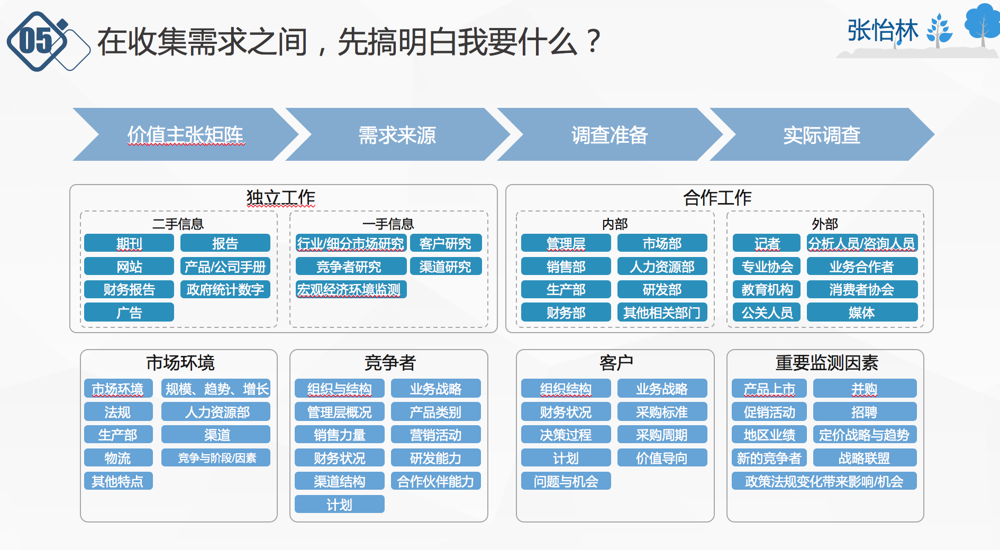 05
在收集需求之间，先搞明白我要什么？
张怡林
价值主张矩阵
需求来源
调查准备
实际调查
独立工作
二手信息
期刊
报告
网站
产品/公司手册
财务报告
政府统计数字
广告
一手信息
行业/细分市场研究
客户研究
竞争者研究
渠道研究
宏观经济环境监测
合作工作
内部
管理层
市场部
销售部
人力资源部
生产部
研发部
财务部
其他相关部门
外部
记者
分析人员/咨询人员
专业协会
业务合作者
教育机构
消费者协会
公关人员
媒体
市场环境
市场环境
规模、趋势、增长
法规
人力资源部
生产部
渠道
物流
竞争与阶段/因素
其他特点
竞争者
组织与结构
业务战略
管理层概况
产品类别
销售力量
营销活动
财务状况
研发能力
渠道结构
合作伙伴能力
计划
客户
组织结构
业务战略
财务状况
采购标准
决策过程
采购周期
计划
价值导向
问题与机会
重要监测因素
产品上市
并购
促销活动
招聘
地区业绩
定价战略与趋势
新的竞争者
战略联盟
政策法规变化带来影响/机会